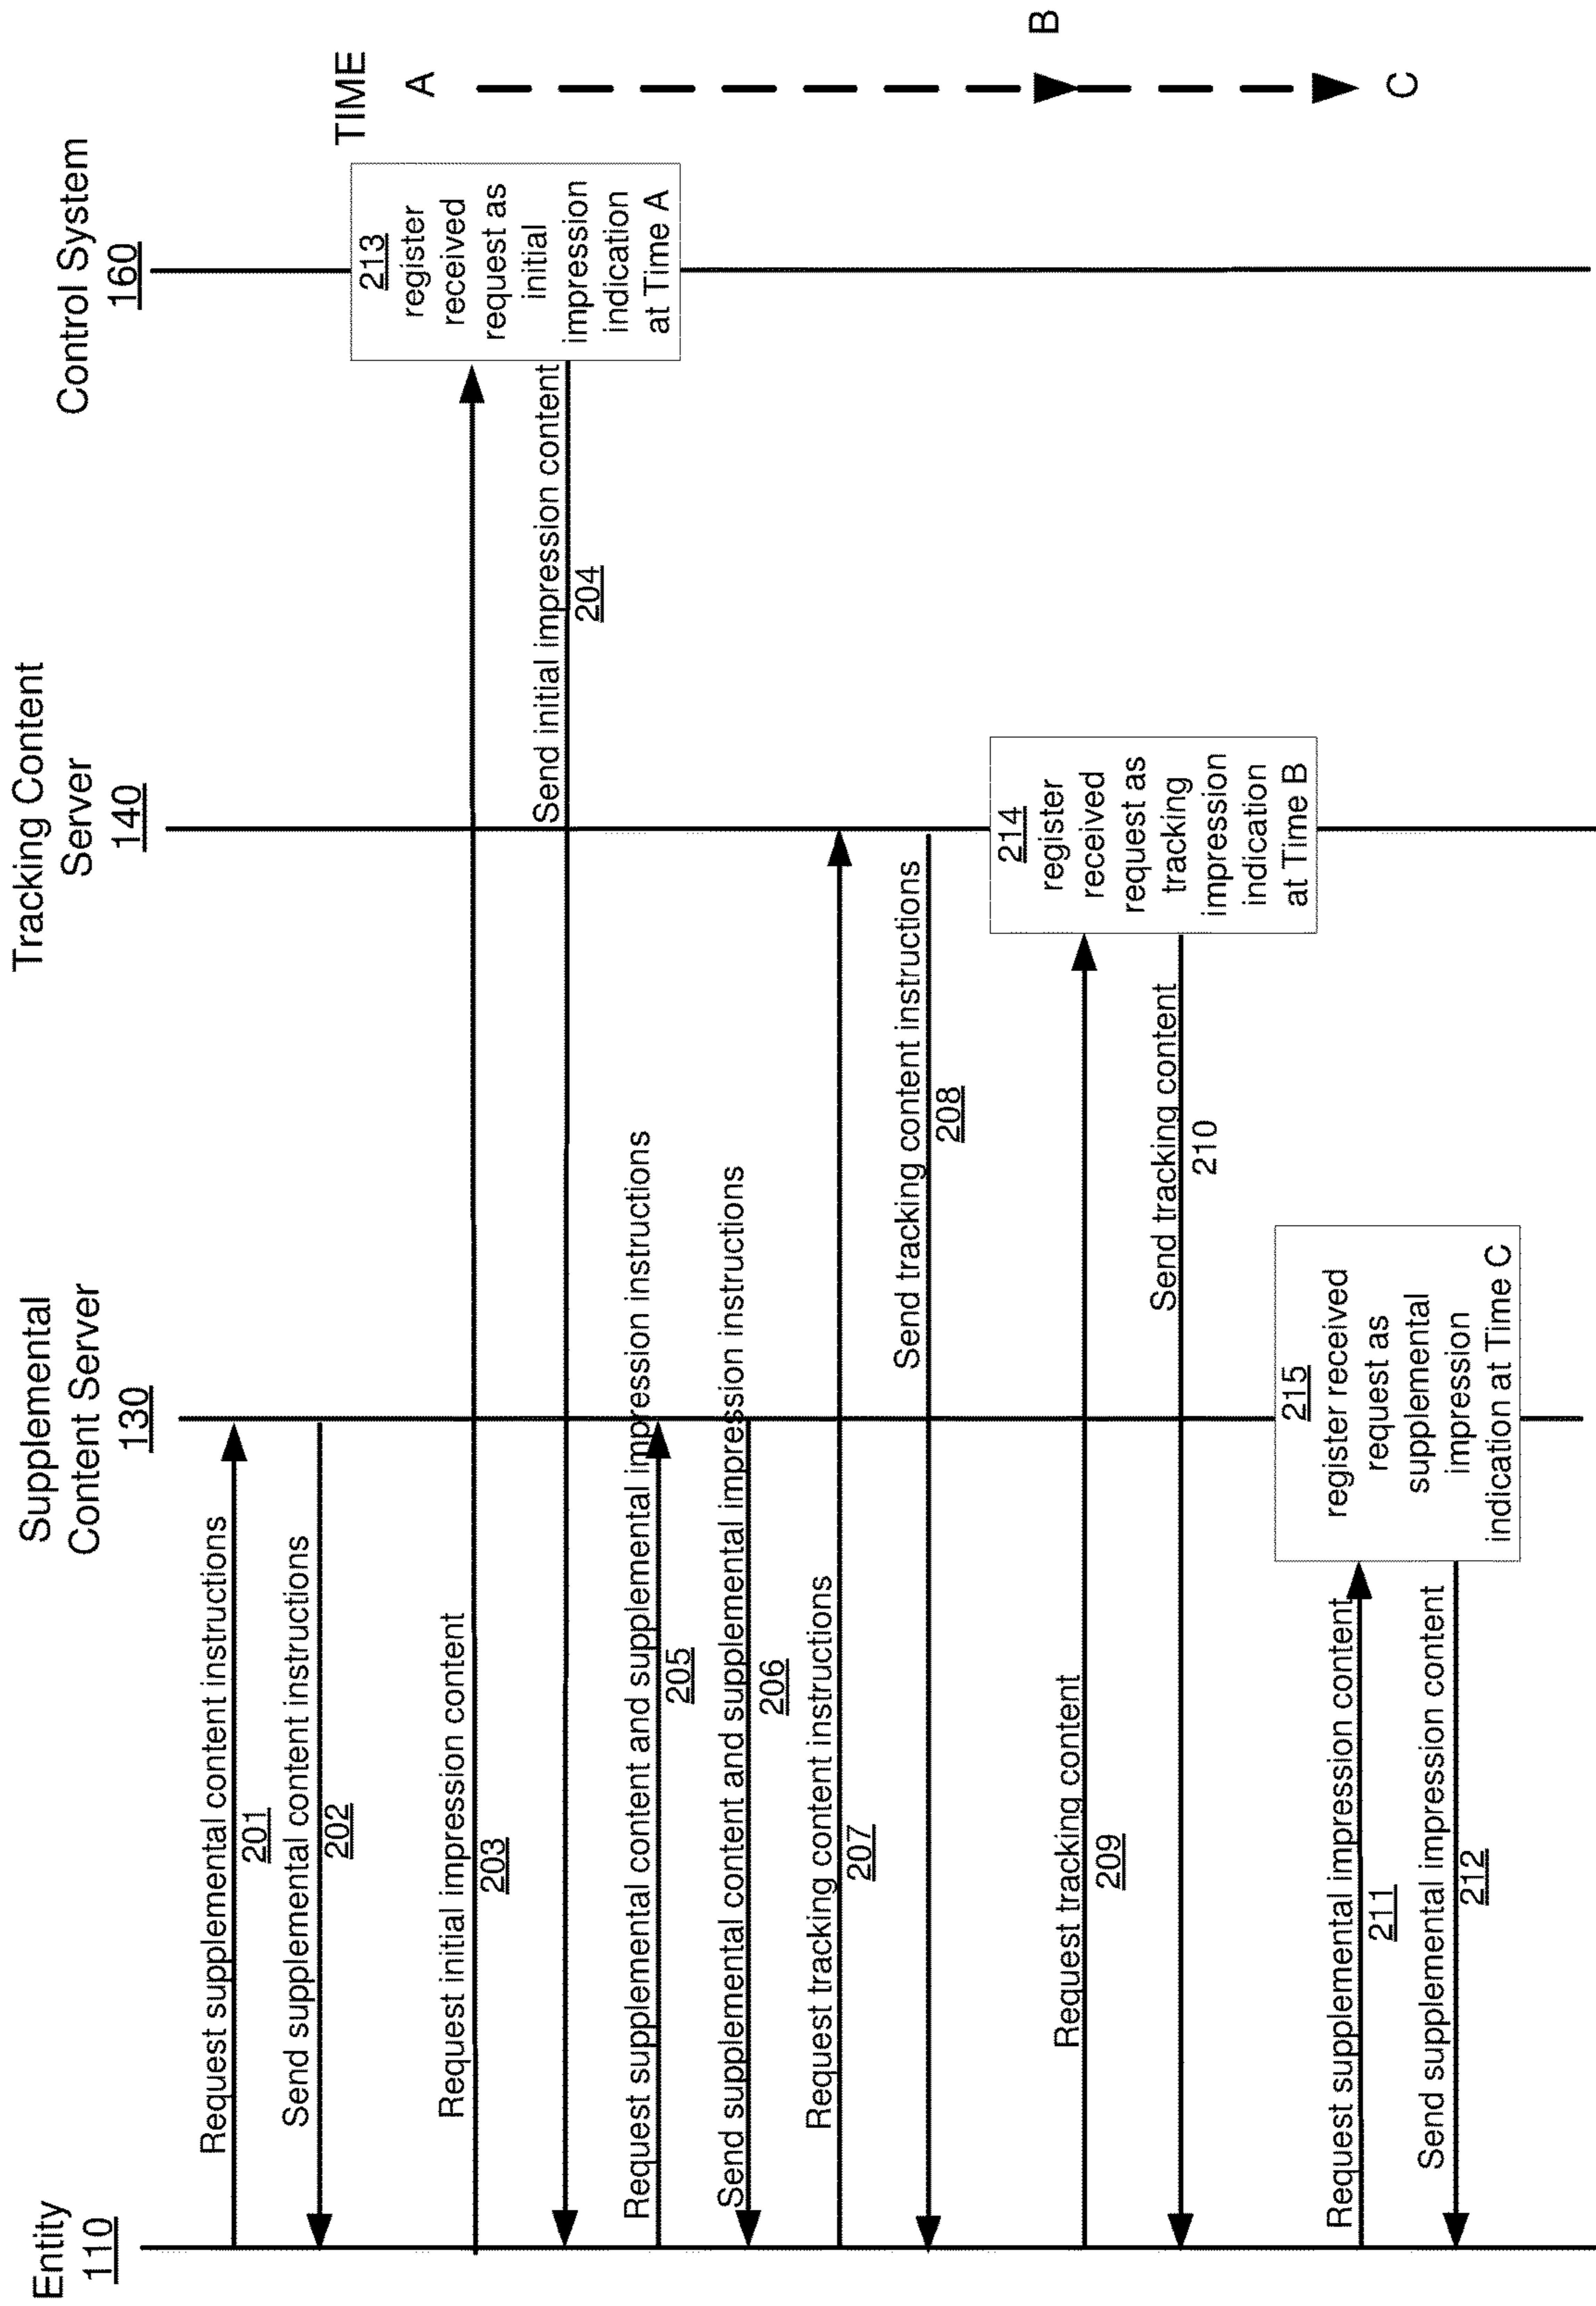 Entity
110
Supplemental
Content Server
130
Tracking Content
Server
140
Control System
160
TIME
A
B
C
Request supplemental content instructions
201
Send supplemental content instructions
202
Request initial impression content
203
213
register
received
request as
initial
impression
indication
at Time A
Send initial impression content
204
Request supplemental content and supplemental impression instructions
205
Send supplemental content and supplemental impression instructions
206
Request tracking content instructions
207
Send tracking content instructions
208
Request tracking content
209
214
register
received
request as
tracking
impression
indication
at Time B
Send tracking content
210
Request supplemental impression content
211
215
register received
request as
supplemental
impression
indication at Time C
Send supplemental impression content
212